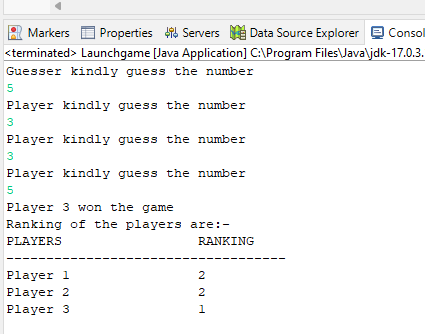 Markers Properties Servers Data Source Explorer Consol
<terminated> Launchgame [Java Application] C:\Program Files\Java\jdk-17.0.3.
Guesser kindly guess the number
5
Player kindly guess the number
3
Player kindly guess the number
3
Player kindly guess the number
5
Player 3 won the game
Ranking of the players are:-
PLAYERS RANKING
-----------------------------------
Player 1 2
Player 2 2
Player 3 1